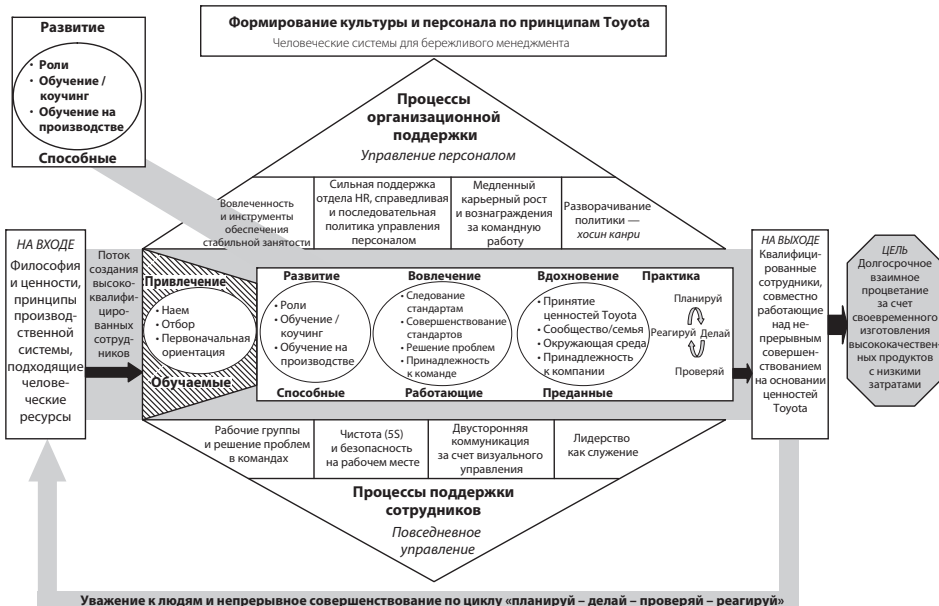 Формирование культуры и персонала по принципам Toyota
Человеческие системы для бережливого менеджмента
Развитие
• Роли
• Обучение /
коучинг
• Обучение на
производстве
Способные
Процессы
организационной
поддержки
Управление персоналом
Вовлеченность
и инструменты
обеспечения
стабильной занятости
Сильная поддержка
отдела HR, справедливая
и последовательная
политика управления
персоналом
Медленный
карьерный рост
и вознаграждения
за командную
работу
Разворачивание
политики —
хосин канри
НА ВХОДЕ
Философия
и ценности,
принципы
производ-
ственной
системы,
подходящие
челове-
ческие
ресурсы
Поток
создания
высоко-
квалифи-
циро-
ванных
сотруд-
ников
Привлечение
• Наем
• Отбор
• Первоначальная
ориентация
Обучаемые
Развитие
• Роли
• Обучение /
коучинг
• Обучение на
производстве
Способные
Вовлечение
• Следование
стандартам
• Совершенствование
стандартов
• Решение проблем
• Принадлежность
к команде
Работающие
Вдохновение
• Принятие
ценностей Toyota
• Сообщество/семья
• Окружающая среда
• Принадлежность
к компании
Преданные
Практика
Планируй
Реагируй Делай
Проверяй
НА ВЫХОДЕ
Квалифици-
рованные
сотрудники,
совместно
работающие
над не-
прерывным
совершен-
ствованием
на основании
ценностей
Toyota
ЦЕЛЬ
Долгосрочное
взаимное
процветание
за счет
своевременного
изготовления
высококачествен-
ных продуктов
с низкими
затратами
Рабочие группы
и решение проблем
в командах
Чистота (5S)
и безопасность
на рабочем месте
Двусторонняя
коммуникация
за счет визуального
управления
Лидерство
как служение
Процессы поддержки
сотрудников
Повседневное
управление
Уважение к людям и непрерывное совершенствование по циклу «планируй – делай – проверяй – реагируй»